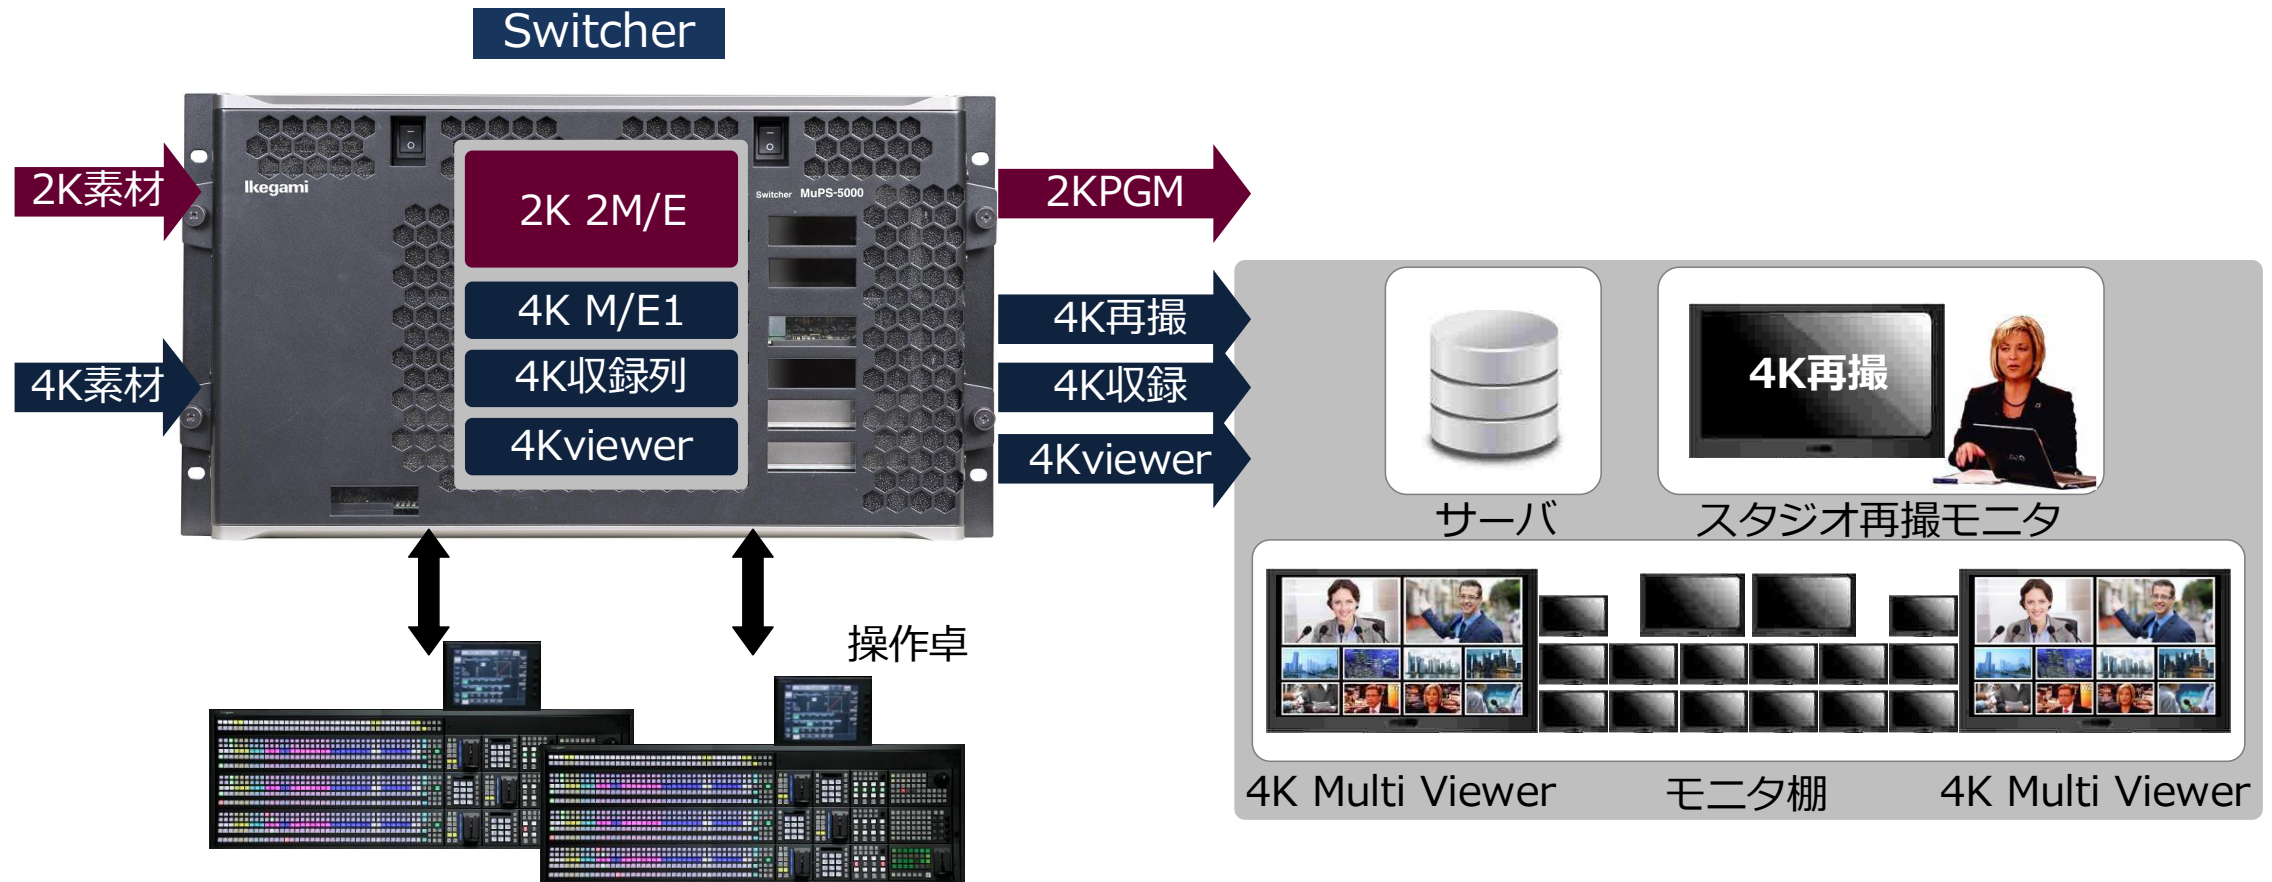 Switcher
Ikegami
Switcher MuPS-5000
2K素材
4K素材
2K 2M/E
4K M/E1
4K収録列
4Kviewer
2KPGM
4K再撮
4K収録
4Kviewer
4K再撮
サーバ
スタジオ再撮モニタ
操作卓
4K Multi Viewer
モニタ棚
4K Multi Viewer